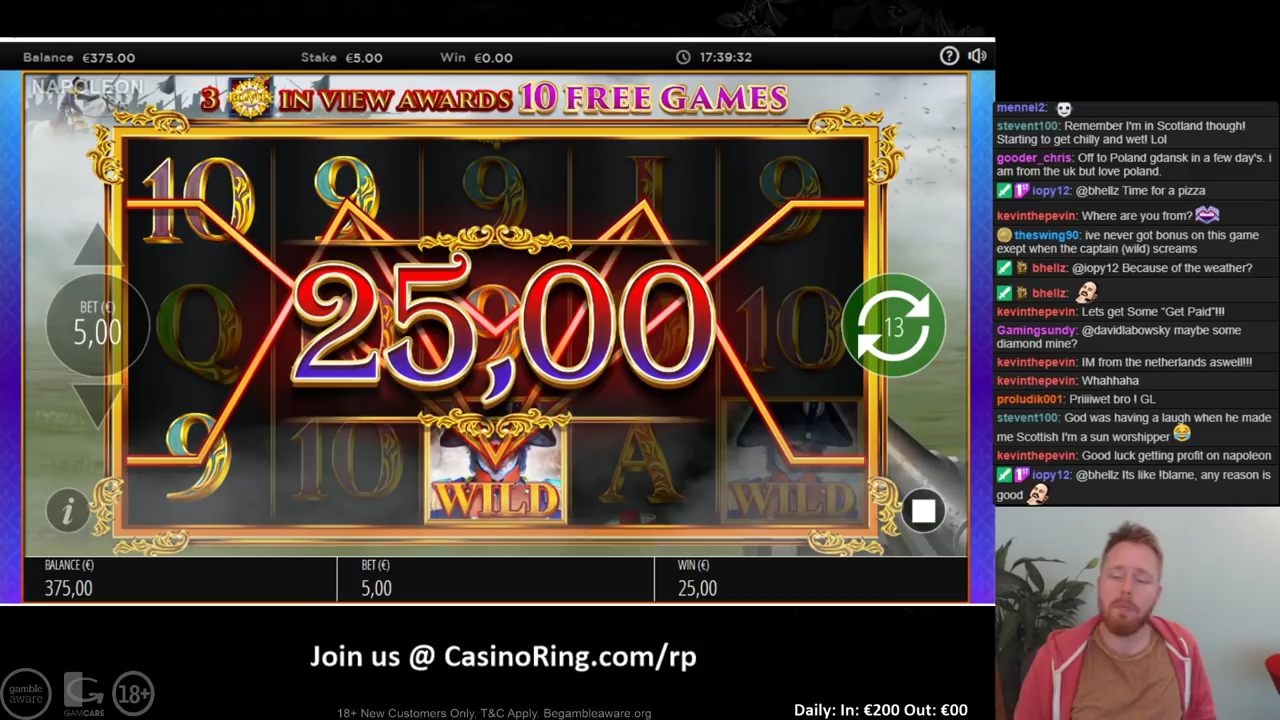 Balance €375.00
Stake €5.00
Win €0.00
17:39:32
?
NAPOLEON
3 BONUS IN VIEW AWARDS 10 FREE GAMES
10 9 9 J 9
BET (€)
5,00
Q 9 10
25,00
13
9 10 WILD A WILD
i
BALANCE (€)
375,00
BET (€)
5,00
WIN (€)
25,00
mennel2:
stevent100: Remember I'm in Scotland though!
Starting to get chilly and wet! Lol
gooder_chris: Off to Poland gdansk in a few day's. i
am from the uk but love poland.
1st iopy12: @bhellz Time for a pizza
kevinthepevin: Where are you from?
theswing90: ive never got bonus on this game
exept when the captain (wild) screams
bhellz: @iopy12 Because of the weather?
bhellz:
kevinthepevin: Lets get Some "Get Paid"!!!
Gamingsundy: @davidlabowsky maybe some
diamond mine?
kevinthepevin: IM from the netherlands aswell!!!
kevinthepevin: Whahhaha
proludik001: Priiiwet bro ! GL
stevent100: God was having a laugh when he made
me Scottish I'm a sun worshipper
kevinthepevin: Good luck getting profit on napoleon
1st iopy12: @bhellz Its like !blame, any reason is
good
Join us @ CasinoRing.com/rp
gamble
aware
GAMCARE
18+
18+ New Customers Only, T&C Apply. Begambleaware.org
Daily: In: €200 Out: €00